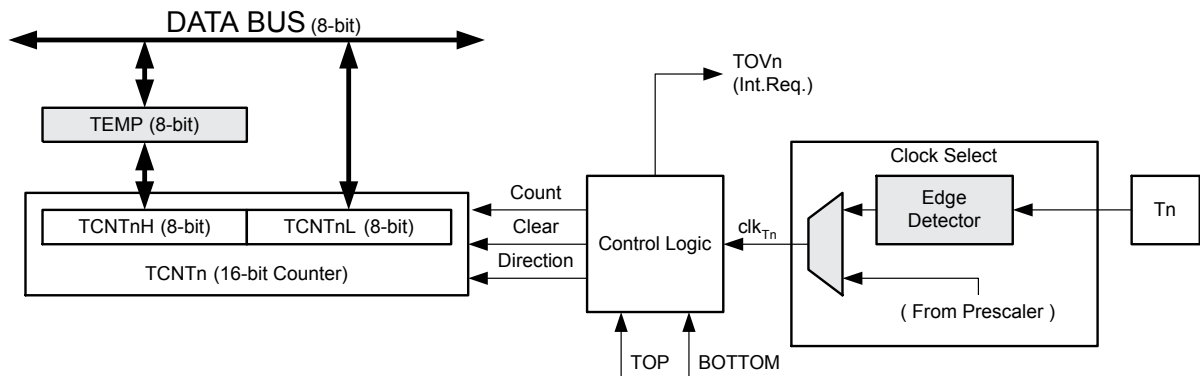 DATA BUS (8-bit)
TOVn
(Int.Req.)
TEMP (8-bit)
Clock Select
Edge
Detector
Tn
Count
TCNTnH (8-bit) TCNTnL (8-bit)
Clear
Control Logic
clkTn
TCNTn (16-bit Counter)
Direction
( From Prescaler )
TOP
BOTTOM